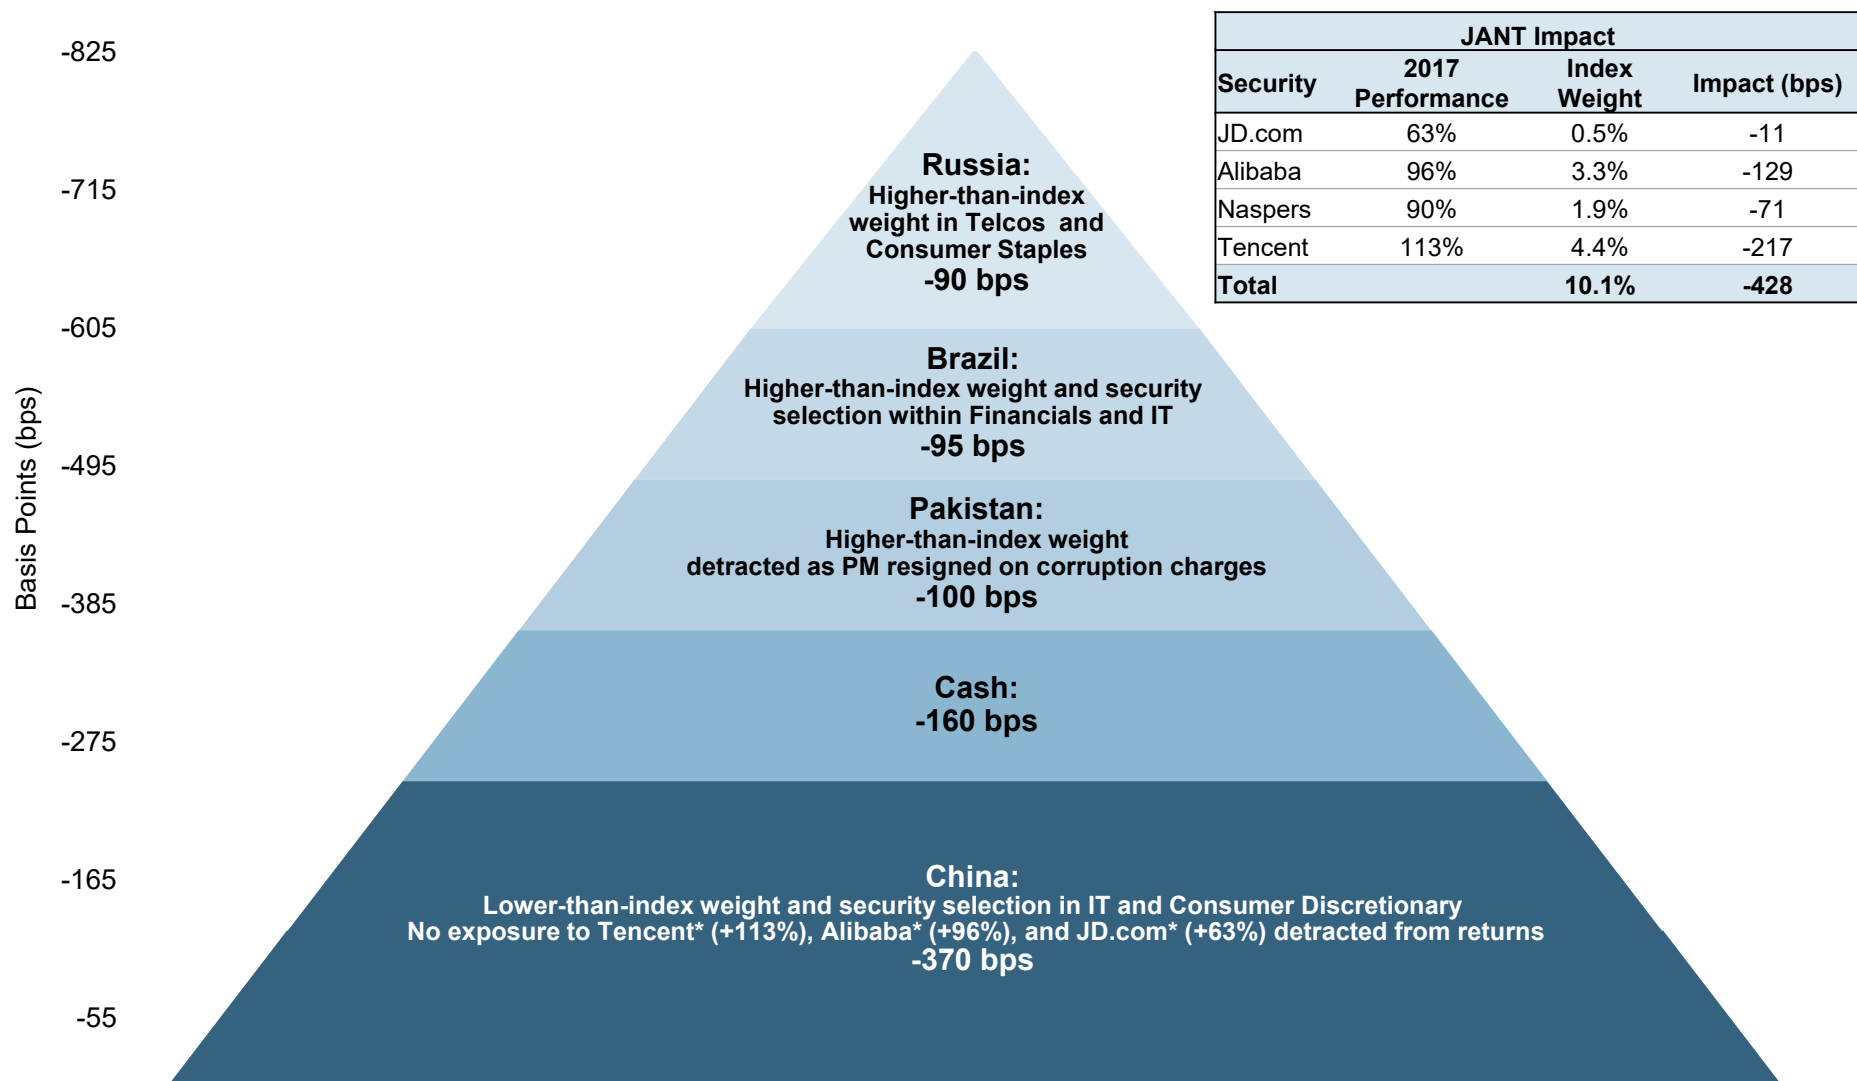 JANT Impact
Security 2017 Performance Index Weight Impact (bps)
JD.com 63% 0.5% -11
Alibaba 96% 3.3% -129
Naspers 90% 1.9% -71
Tencent 113% 4.4% -217
Total 10.1% -428
Basis Points (bps)
-825
-715
-605
-495
-385
-275
-165
-55
Russia:
Higher-than-index
weight in Telcos and
Consumer Staples
-90 bps
Brazil:
Higher-than-index weight and security
selection within Financials and IT
-95 bps
Pakistan:
Higher-than-index weight
detracted as PM resigned on corruption charges
-100 bps
Cash:
-160 bps
China:
Lower-than-index weight and security selection in IT and Consumer Discretionary
No exposure to Tencent* (+113%), Alibaba* (+96%), and JD.com* (+63%) detracted from returns
-370 bps